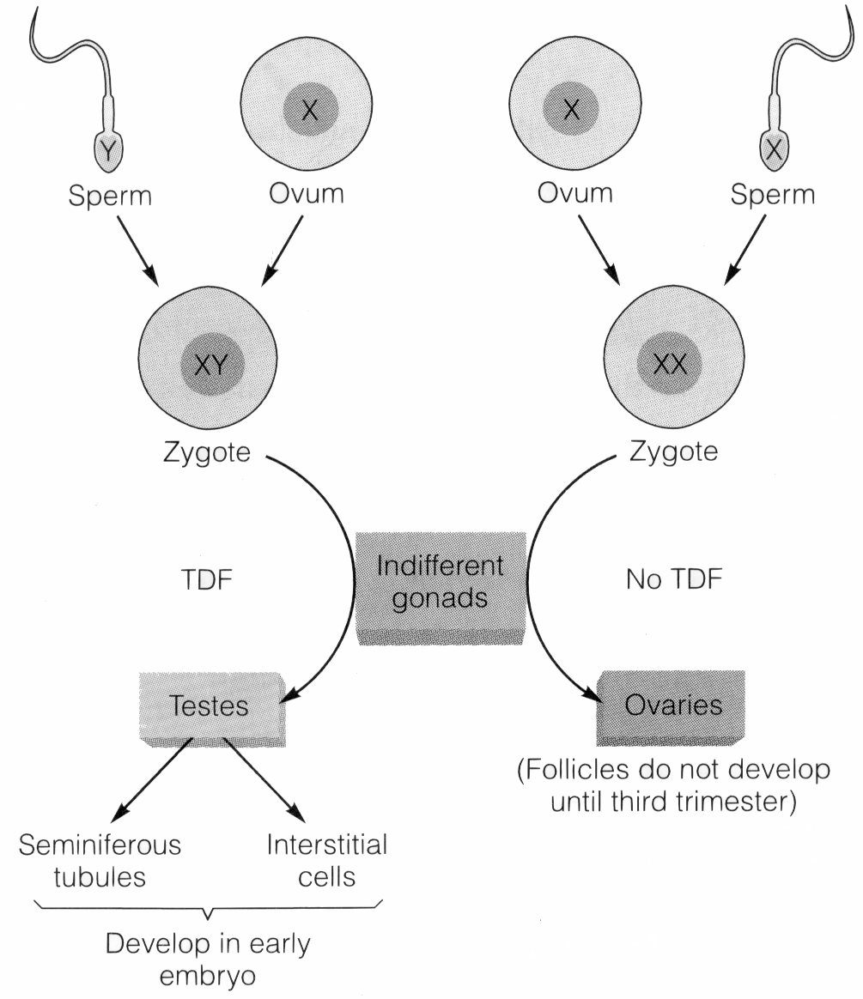 Y
X
X
X
Sperm
Ovum
Ovum
Sperm
XY
XX
Zygote
Zygote
TDF
Indifferent
gonads
No TDF
Testes
Ovaries
(Follicles do not develop
until third trimester)
Seminiferous
tubules
Interstitial
cells
Develop in early
embryo